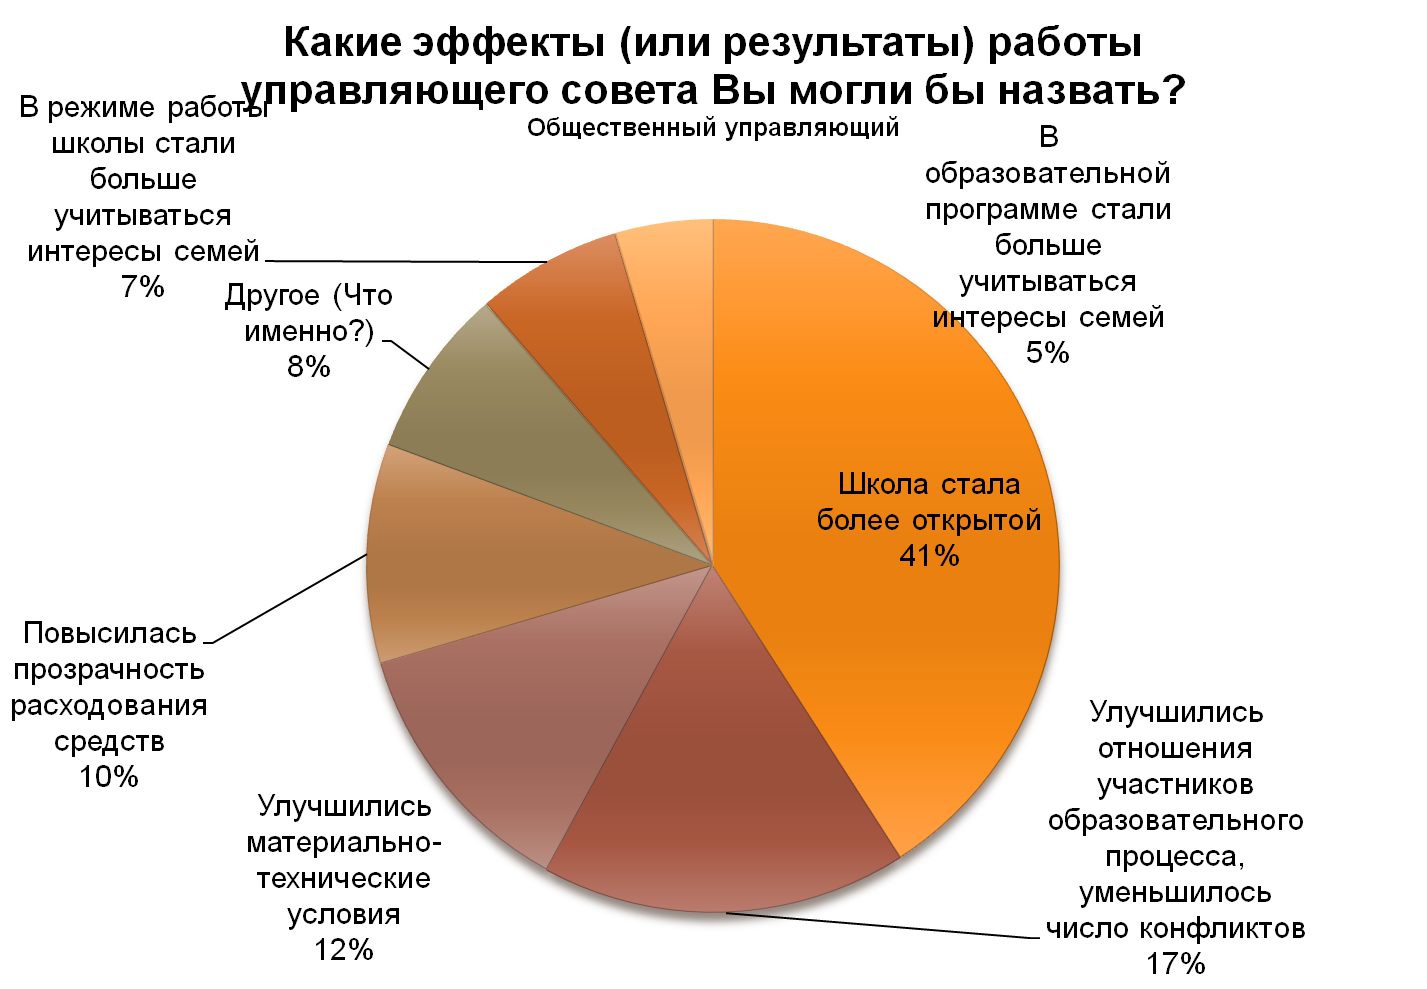 Какие эффекты (или результаты) работы
управляющего совета Вы могли бы назвать?
Общественный управляющий
В
образовательной
программе стали
больше
учитываться
интересы семей
5%
Школа стала
более открытой
41%
Улучшились
отношения
участников
образовательного
процесса,
уменьшилось
число конфликтов
17%
Улучшились
материально-
технические
условия
12%
Повысилась
прозрачность
расходования
средств
10%
Другое (Что
именно?)
8%
В режиме работы
школы стали
больше
учитываться
интересы семей
7%